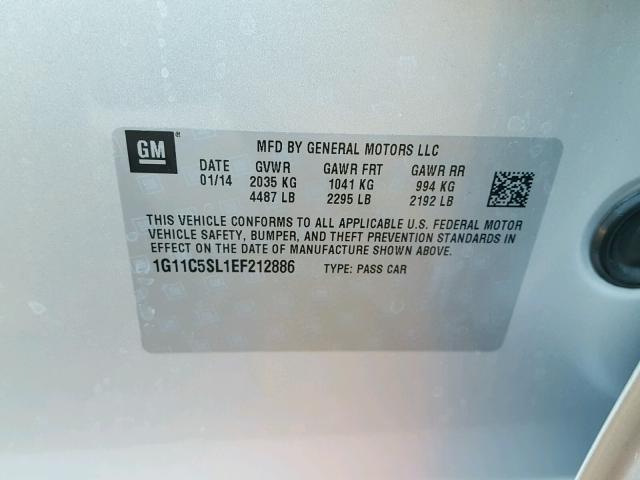 GM®
MFD BY GENERAL MOTORS LLC
DATE GVWR GAWR FRT GAWR RR
01/14 2035 KG 1041 KG 994 KG
4487 LB 2295 LB 2192 LB
THIS VEHICLE CONFORMS TO ALL APPLICABLE U.S. FEDERAL MOTOR
VEHICLE SAFETY, BUMPER, AND THEFT PREVENTION STANDARDS IN
EFFECT ON THE DATE OF MANUFACTURE SHOWN ABOVE.
1G11C5SL1EF212886 TYPE: PASS CAR